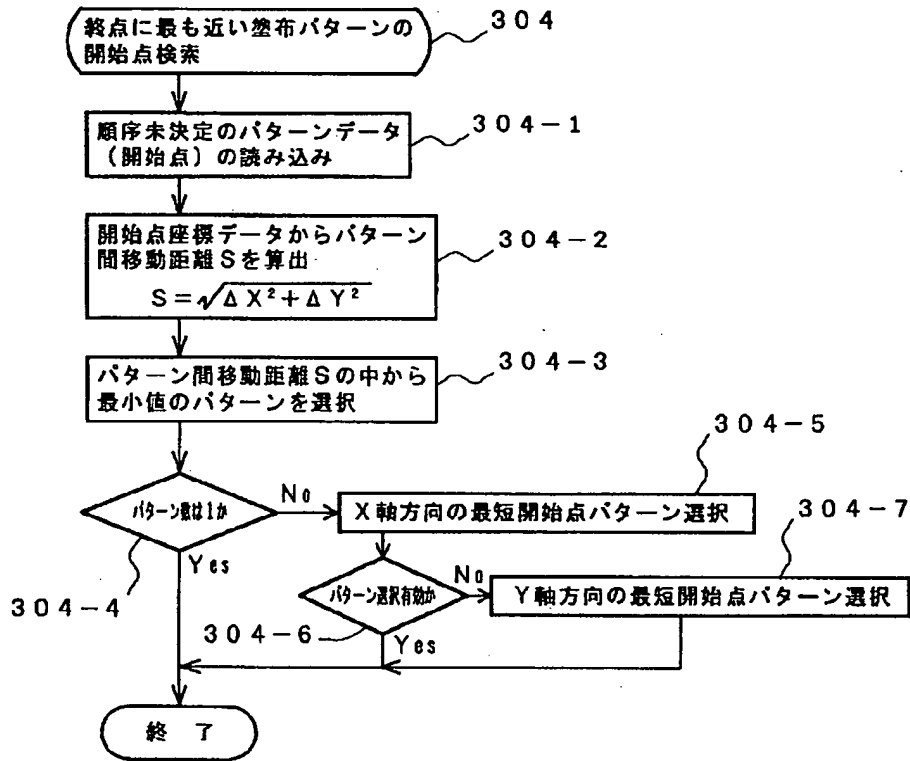 終点に最も近い塗布パターンの
開始点検索
304
順序未決定のパターンデータ
(開始点)の読み込み
304-1
開始点座標データからパターン
間移動距離Sを算出
S=√ΔX²+ΔY²
304-2
パターン間移動距離Sの中から
最小値のパターンを選択
304-3
パターン数は1か
No
Yes
304-4
X軸方向の最短開始点パターン選択
304-5
パターン選択有効か
No
Yes
304-6
Y軸方向の最短開始点パターン選択
304-7
終 了